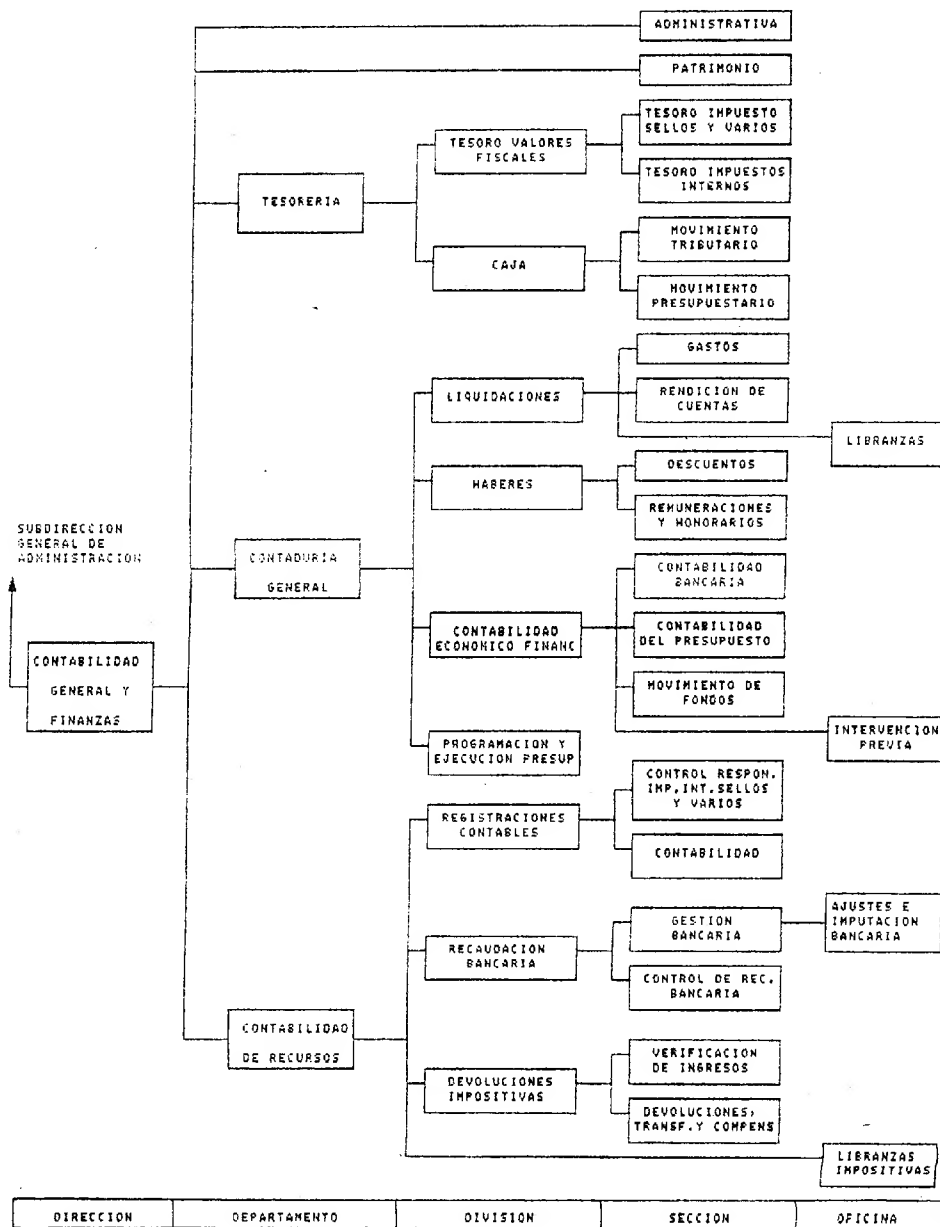 ADMINISTRATIVA
PATRIMONIO
TESORO IMPUESTO
SELLOS Y VARIOS
TESORO VALORES
FISCALES
TESORO IMPUESTOS
INTERNOS
TESORERIA
MOVIMIENTO
TRIBUTARIO
CAJA
MOVIMIENTO
PRESUPUESTARIO
GASTOS
LIQUIDACIONES
RENDICION DE
CUENTAS
LIBRANZAS
DESCUENTOS
HABERES
REMUNERACIONES
Y HONORARIOS
SUBDIRECCION
GENERAL DE
ADMINISTRACION
CONTADURIA
GENERAL
CONTABILIDAD
BANCARIA
CONTABILIDAD
ECONOMICO FINANC
CONTABILIDAD
DEL PRESUPUESTO
CONTABILIDAD
GENERAL Y
FINANZAS
MOVIMIENTO DE
FONDOS
INTERVENCION
PREVIA
PROGRAMACION Y
EJECUCION PRESUP
CONTROL RESPON.
IMP.INT.SELLOS
Y VARIOS
REGISTRACIONES
CONTABLES
CONTABILIDAD
GESTION
BANCARIA
AJUSTES E
IMPUTACION
BANCARIA
RECAUDACION
BANCARIA
CONTROL DE REC.
BANCARIA
CONTABILIDAD
DE RECURSOS
VERIFICACION
DE INGRESOS
DEVOLUCIONES
IMPOSITIVAS
DEVOLUCIONES,
TRANSF.Y COMPENS
LIBRANZAS
IMPOSITIVAS
DIRECCION DEPARTAMENTO DIVISION SECCION OFICINA